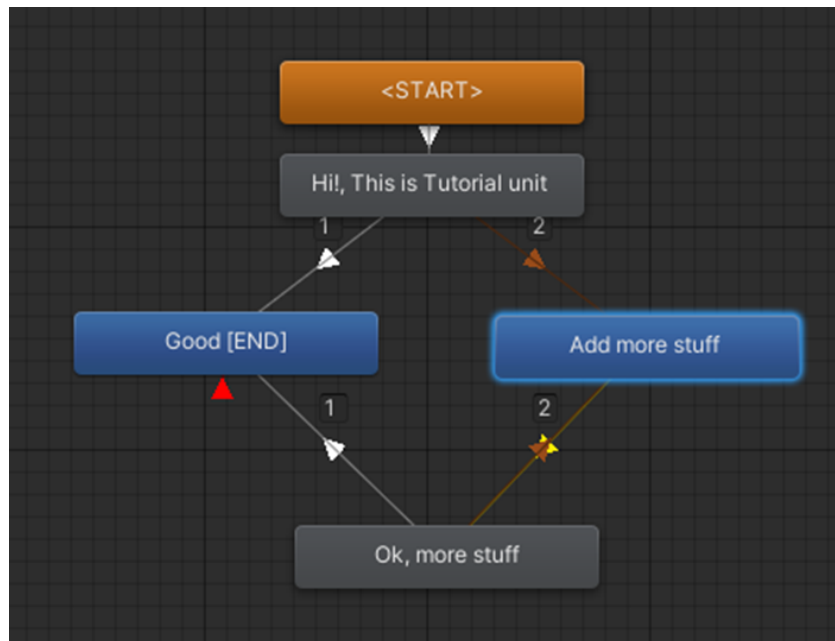 <START>
Hi!, This is Tutorial unit
1
2
Good [END]
Add more stuff
1
2
Ok, more stuff